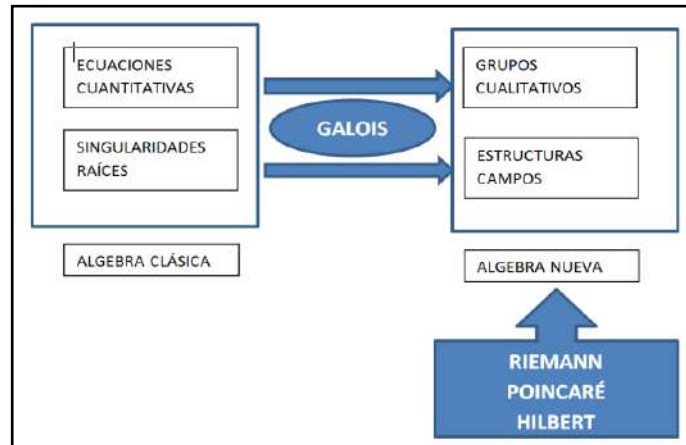 ECUACIONES
CUANTITATIVAS
SINGULARIDADES
RAÍCES
ALGEBRA CLÁSICA
GALOIS
GRUPOS
CUALITATIVOS
ESTRUCTURAS
CAMPOS
ALGEBRA NUEVA
RIEMANN
POINCARÉ
HILBERT